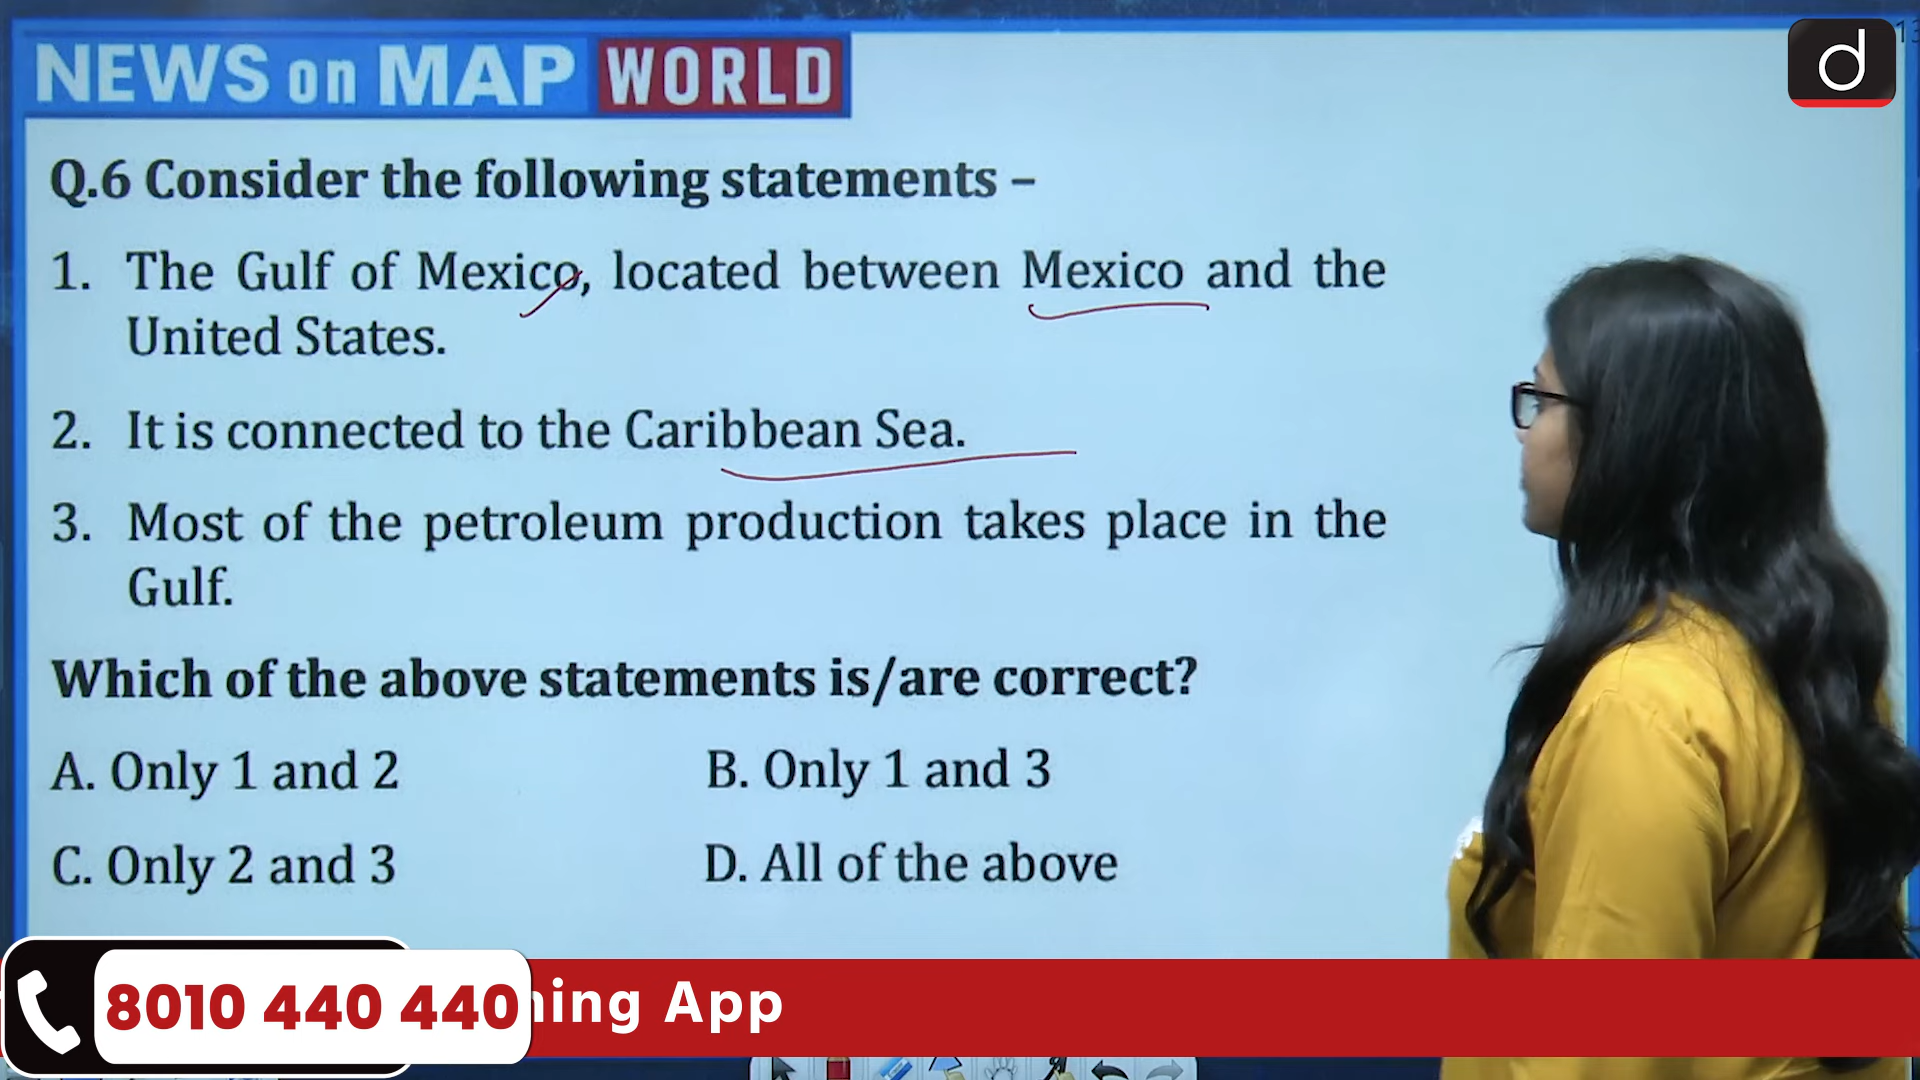 NEWS on MAP WORLD
13
d
Q.6 Consider the following statements –
1. The Gulf of Mexico, located between Mexico and the
United States.
2. It is connected to the Caribbean Sea.
3. Most of the petroleum production takes place in the
Gulf.
Which of the above statements is/are correct?
A. Only 1 and 2 B. Only 1 and 3
C. Only 2 and 3 D. All of the above
8010 440 440 ning App